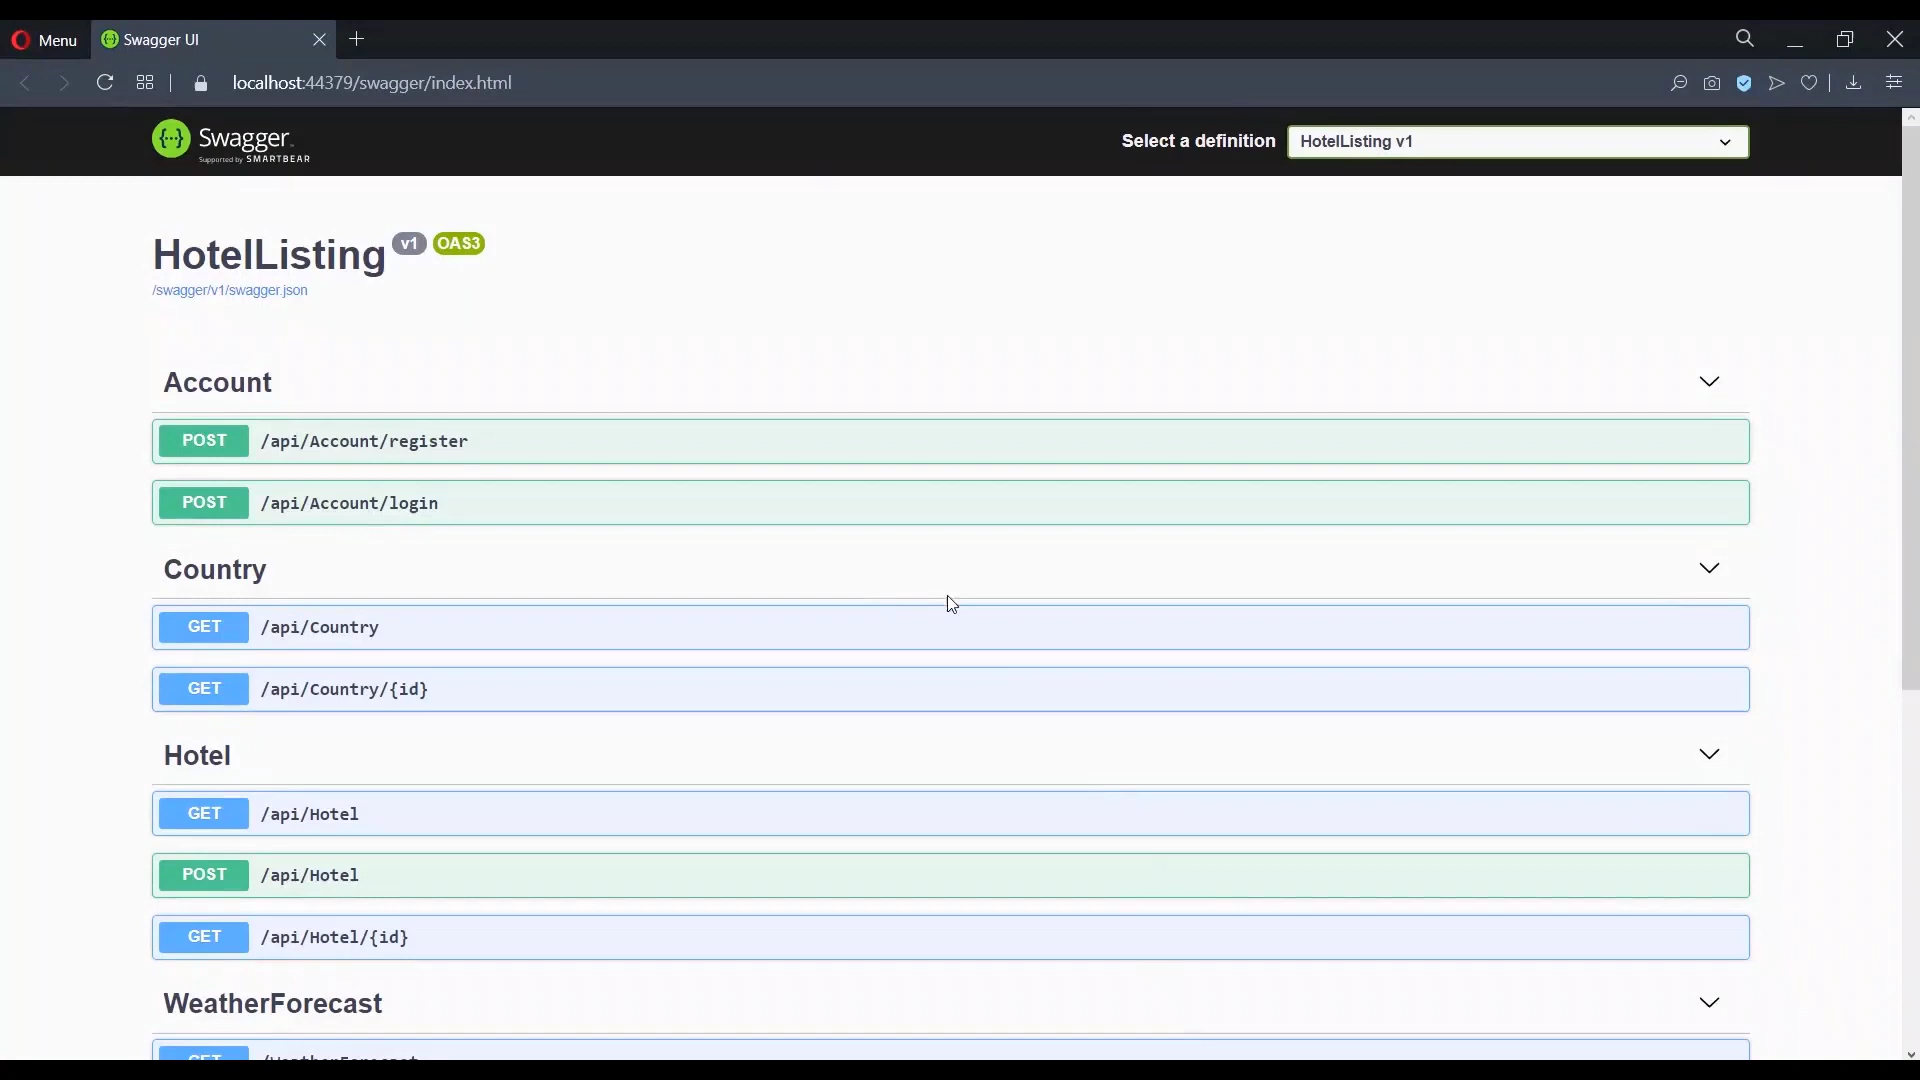 Menu
Swagger UI
localhost:44379/swagger/index.html
Swagger
Supported by SMARTBEAR
Select a definition
HotelListing v1
HotelListing v1 OAS3
/swagger/v1/swagger.json
Account
POST /api/Account/register
POST /api/Account/login
Country
GET /api/Country
GET /api/Country/{id}
Hotel
GET /api/Hotel
POST /api/Hotel
GET /api/Hotel/{id}
WeatherForecast
GET /WeatherForecast